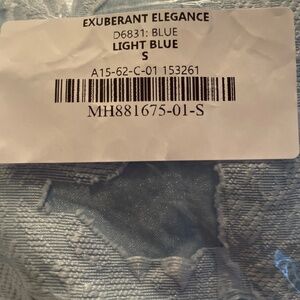 EXUBERANT ELEGANCE
D6831: BLUE
LIGHT BLUE
S
A15-62-C-01 153261
MH881675-01-S